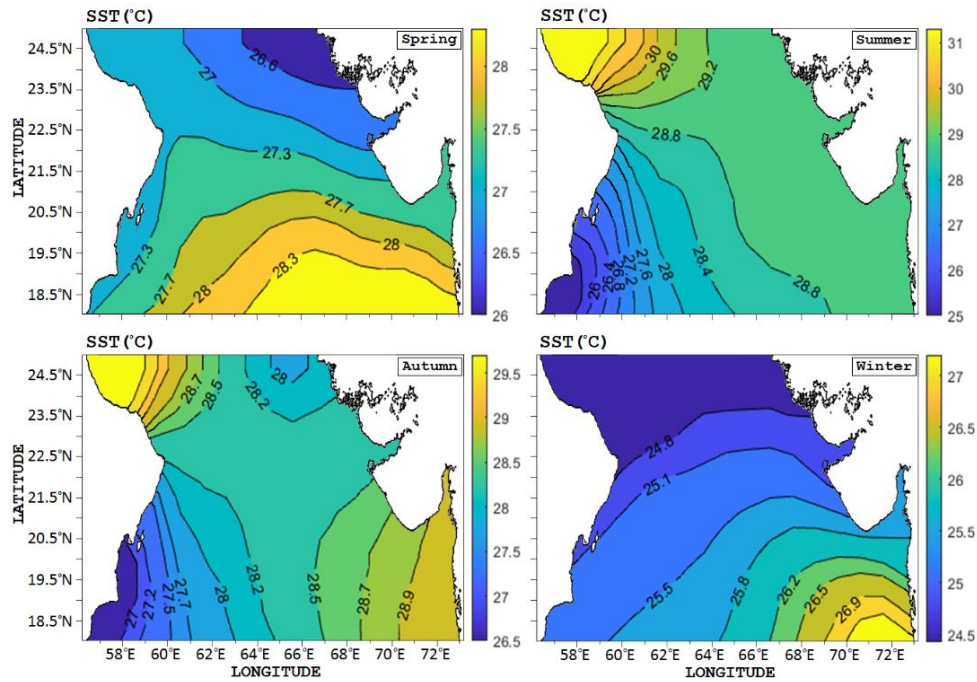 SST(°C)
Spring
24.5°N
23.5°N
22.5°N
21.5°N
20.5°N
19.5°N
18.5°N
LATITUDE
26.6
27
27.3
27.7
28
28.3
27.3
27.7
28
28
27.5
27
26.5
26
SST(°C)
Summer
30
29.6
29.2
28.8
26
26.4
26.8
27.2
27.6
28
28.4
28.8
31
30
29
28
27
26
25
SST(°C)
Autumn
24.5°N
23.5°N
22.5°N
21.5°N
20.5°N
19.5°N
18.5°N
LATITUDE
28.7
28.5
28.2
28
27
27.2
27.5
27.7
28
28.2
28.5
28.7
28.9
58°E 60°E 62°E 64°E 66°E 68°E 70°E 72°E
LONGITUDE
29.5
29
28.5
28
27.5
27
26.5
SST(°C)
Winter
24.8
25.1
25.5
25.8
26.2
26.5
26.9
58°E 60°E 62°E 64°E 66°E 68°E 70°E 72°E
LONGITUDE
27
26.5
26
25.5
25
24.5